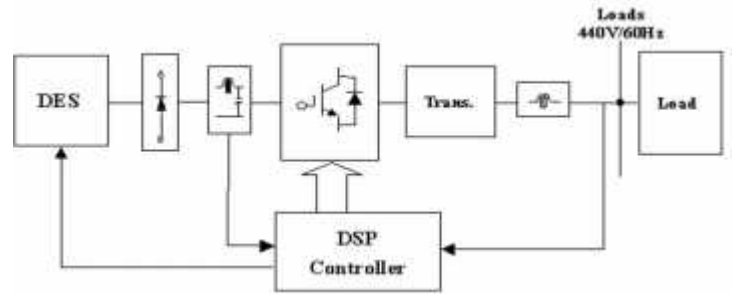 Loads
440V/60Hz
DES
Trans.
Load
DSP
Controller